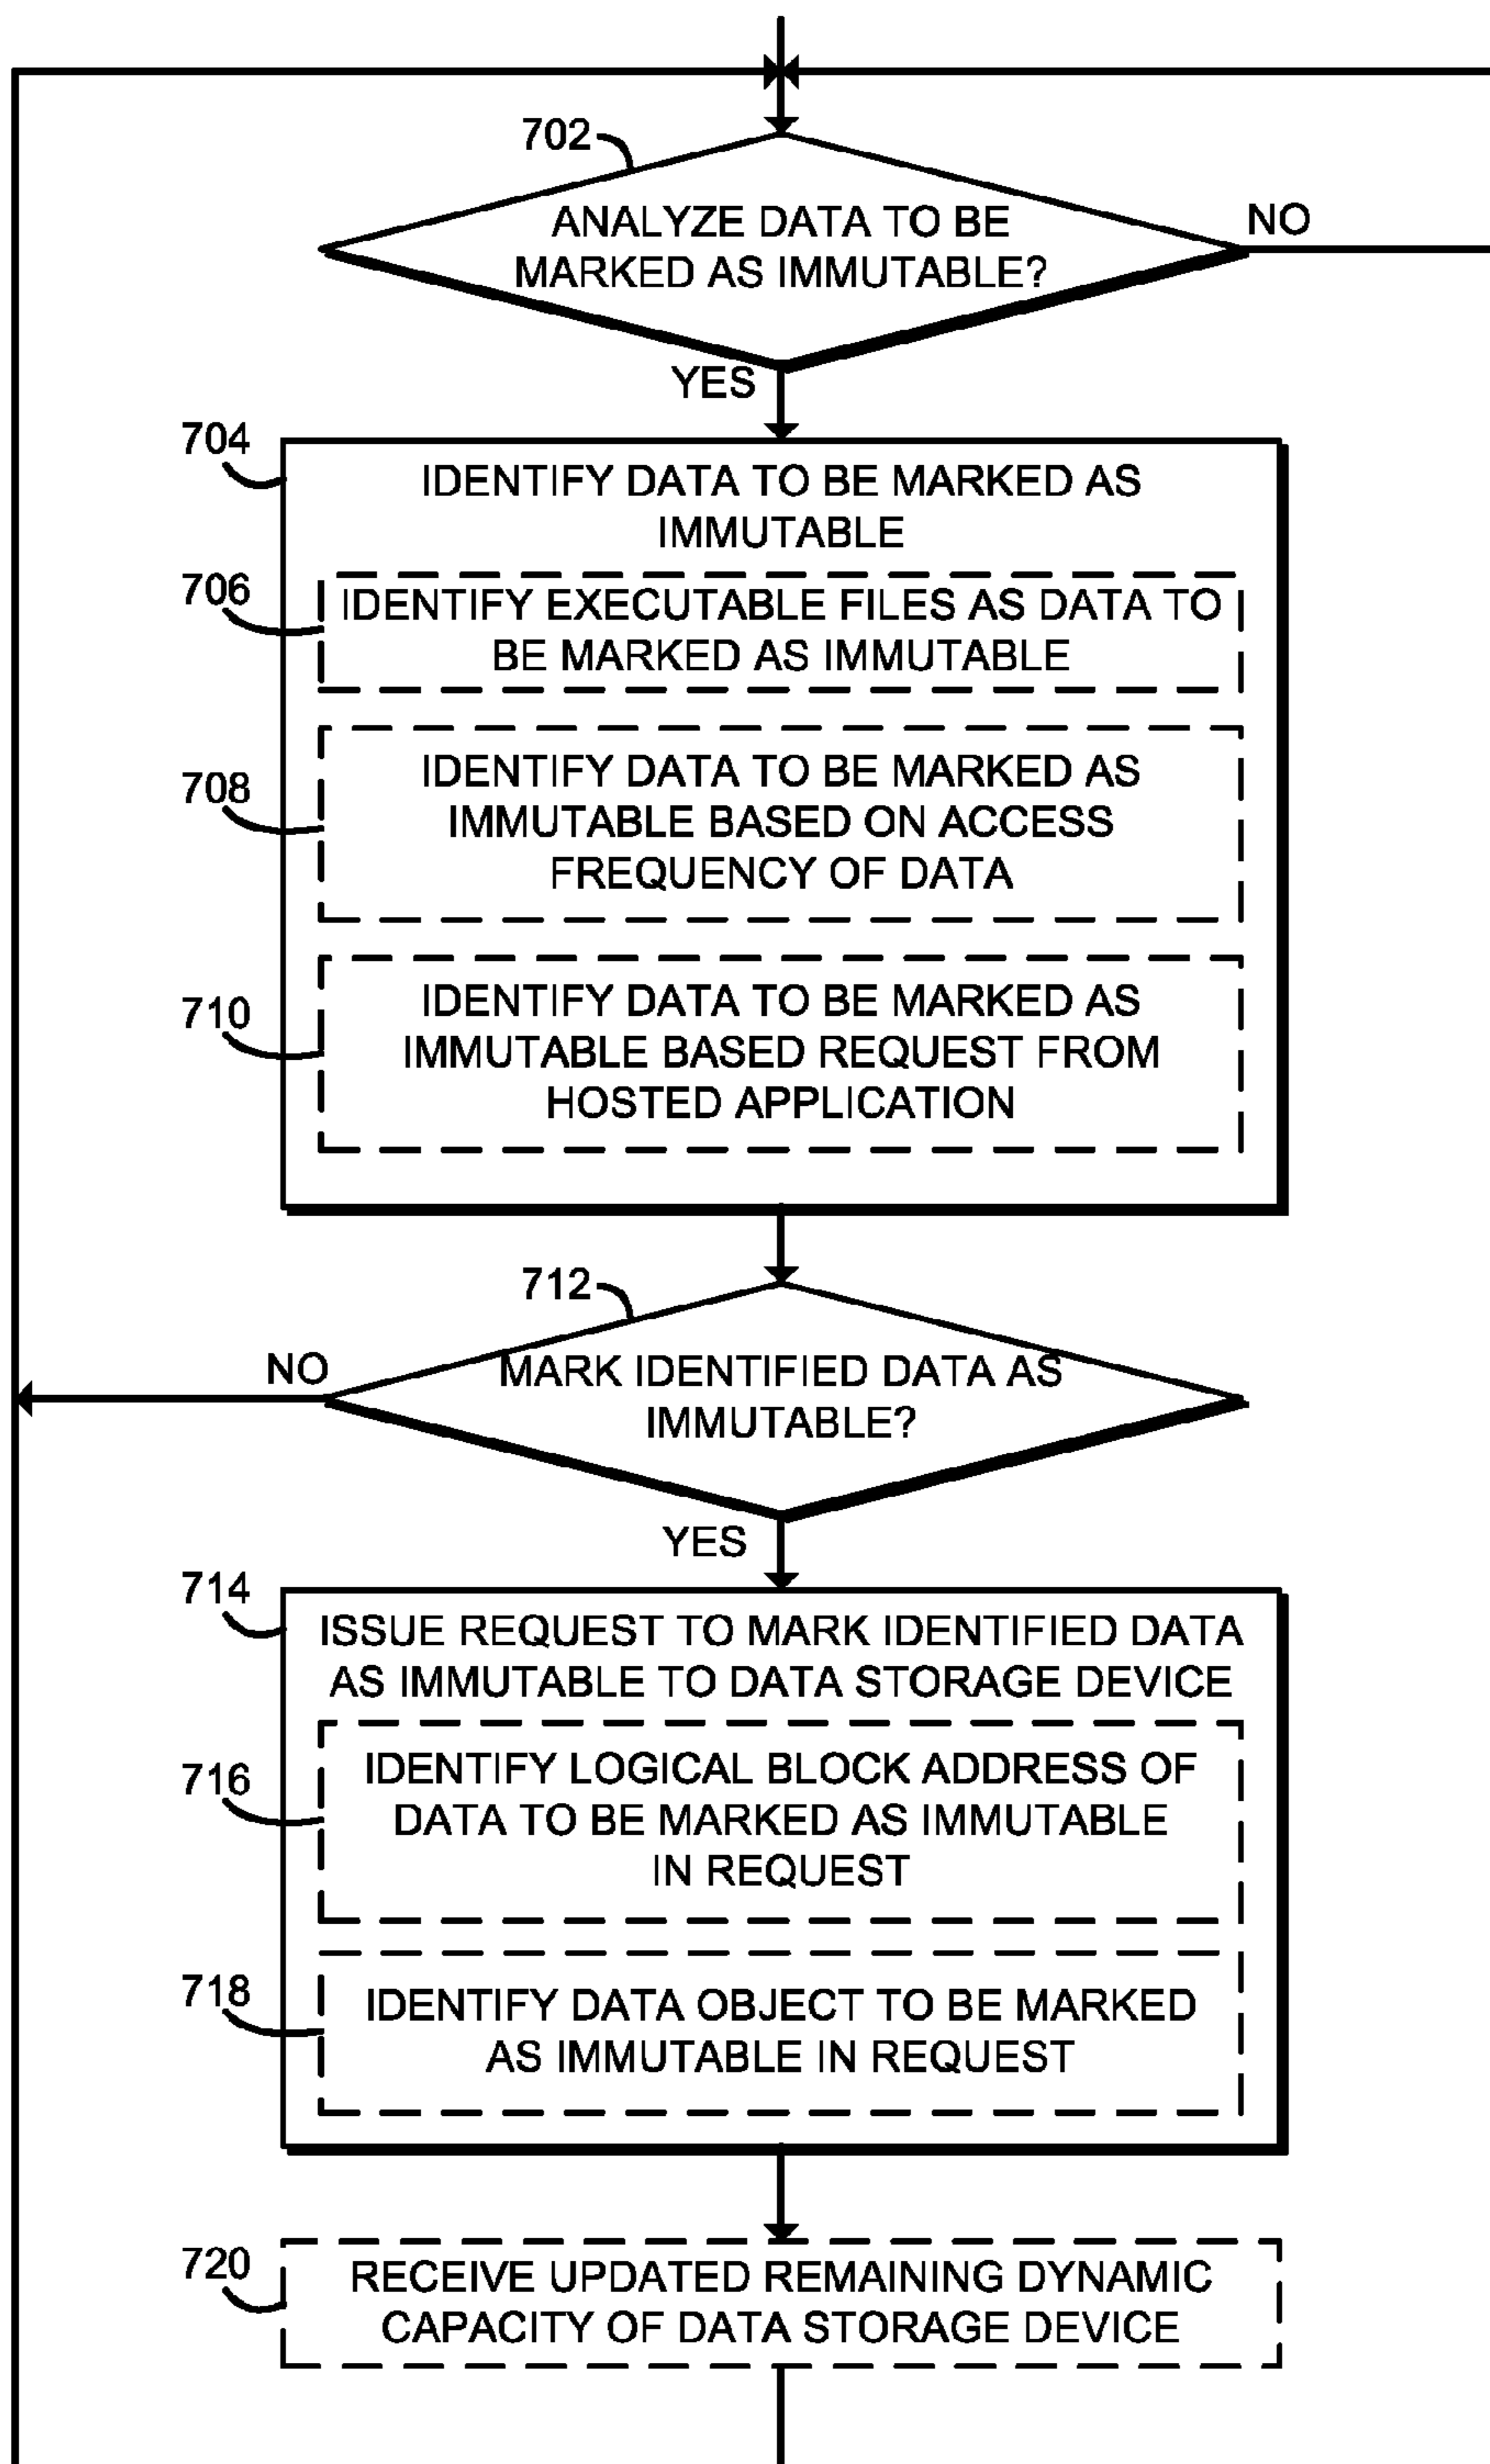 702
ANALYZE DATA TO BE
MARKED AS IMMUTABLE?
NO
YES
704
IDENTIFY DATA TO BE MARKED AS
IMMUTABLE
706
IDENTIFY EXECUTABLE FILES AS DATA TO
BE MARKED AS IMMUTABLE
708
IDENTIFY DATA TO BE MARKED AS
IMMUTABLE BASED ON ACCESS
FREQUENCY OF DATA
710
IDENTIFY DATA TO BE MARKED AS
IMMUTABLE BASED REQUEST FROM
HOSTED APPLICATION
712
NO
MARK IDENTIFIED DATA AS
IMMUTABLE?
YES
714
ISSUE REQUEST TO MARK IDENTIFIED DATA
AS IMMUTABLE TO DATA STORAGE DEVICE
716
IDENTIFY LOGICAL BLOCK ADDRESS OF
DATA TO BE MARKED AS IMMUTABLE
IN REQUEST
718
IDENTIFY DATA OBJECT TO BE MARKED
AS IMMUTABLE IN REQUEST
720
RECEIVE UPDATED REMAINING DYNAMIC
CAPACITY OF DATA STORAGE DEVICE